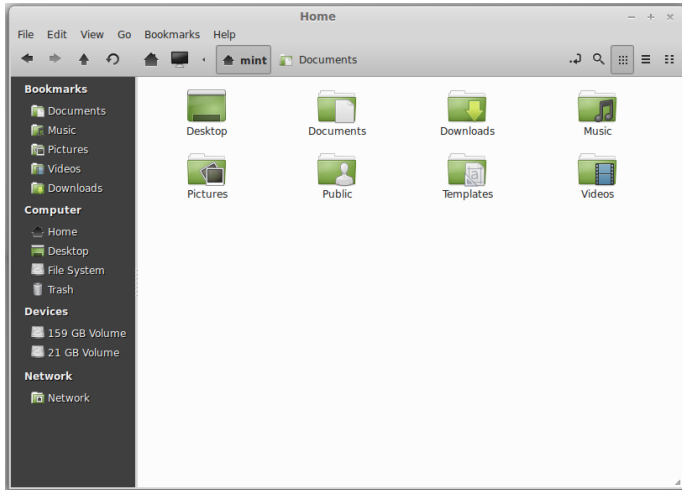 Home
File Edit View Go Bookmarks Help
mint Documents
Bookmarks
Documents
Music
Pictures
Videos
Downloads
Computer
Home
Desktop
File System
Trash
Devices
159 GB Volume
21 GB Volume
Network
Network
Desktop Documents Downloads Music
Pictures Public Templates Videos